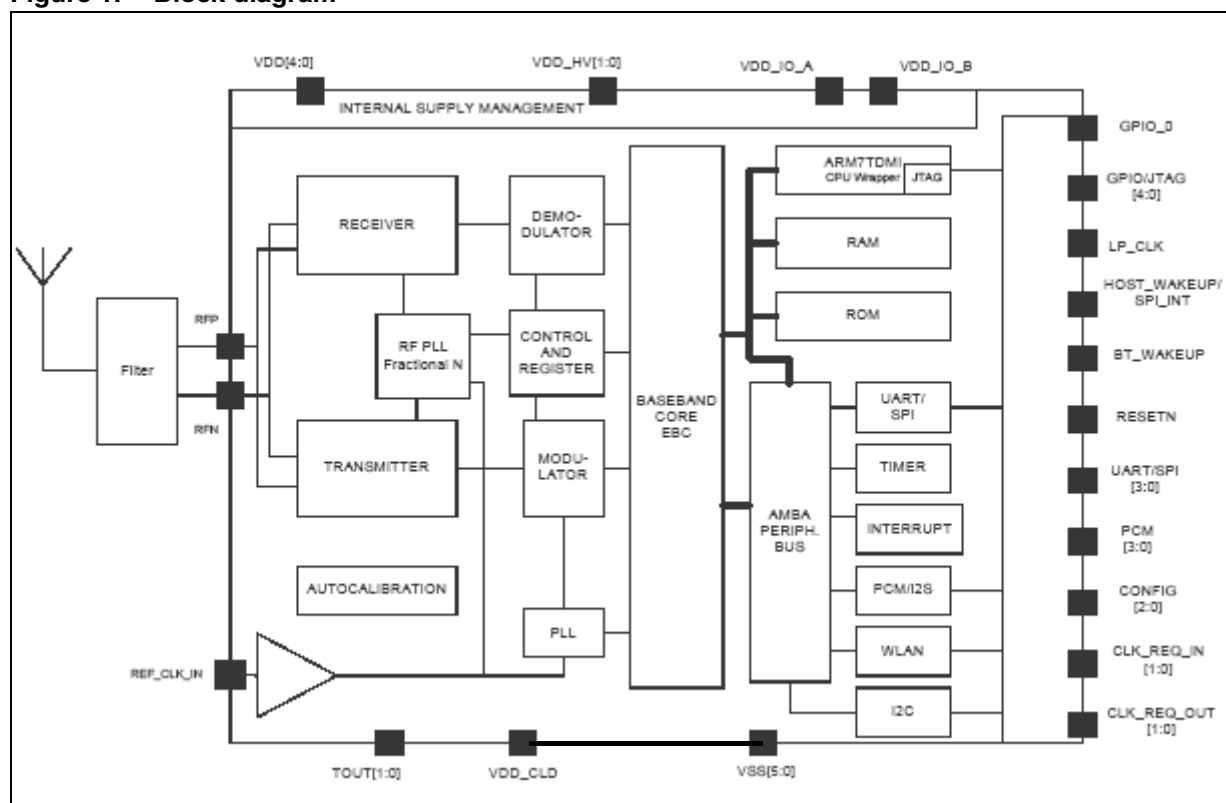 Figure 1. Block diagram
VDD[4:0]
VDD_HV[1:0]
VDD_IO_A
VDD_IO_B
INTERNAL SUPPLY MANAGEMENT
GPIO_0
ARM7TDMI
CPU Wrapper
JTAG
GPIO/JTAG
[4:0]
RECEIVER
DEMO-
DULATOR
RAM
LP_CLK
HOST_WAKEUP/
SPI_INT
ROM
RFP
RF PLL
Fractional N
CONTROL
AND
REGISTER
BT_WAKEUP
Filter
BASEBAND
CORE
EBC
UART/
SPI
RESETN
RFN
TRANSMITTER
MODU-
LATOR
TIMER
UART/SPI
[3:0]
AMBA
PERIPH.
BUS
INTERRUPT
PCM
[3:0]
AUTOCALIBRATION
PCM/I2S
CONFIG
[2:0]
PLL
WLAN
CLK_REQ_IN
[1:0]
REF_CLK_IN
I2C
CLK_REQ_OUT
[1:0]
TOUT[1:0]
VDD_CLD
VSS[5:0]